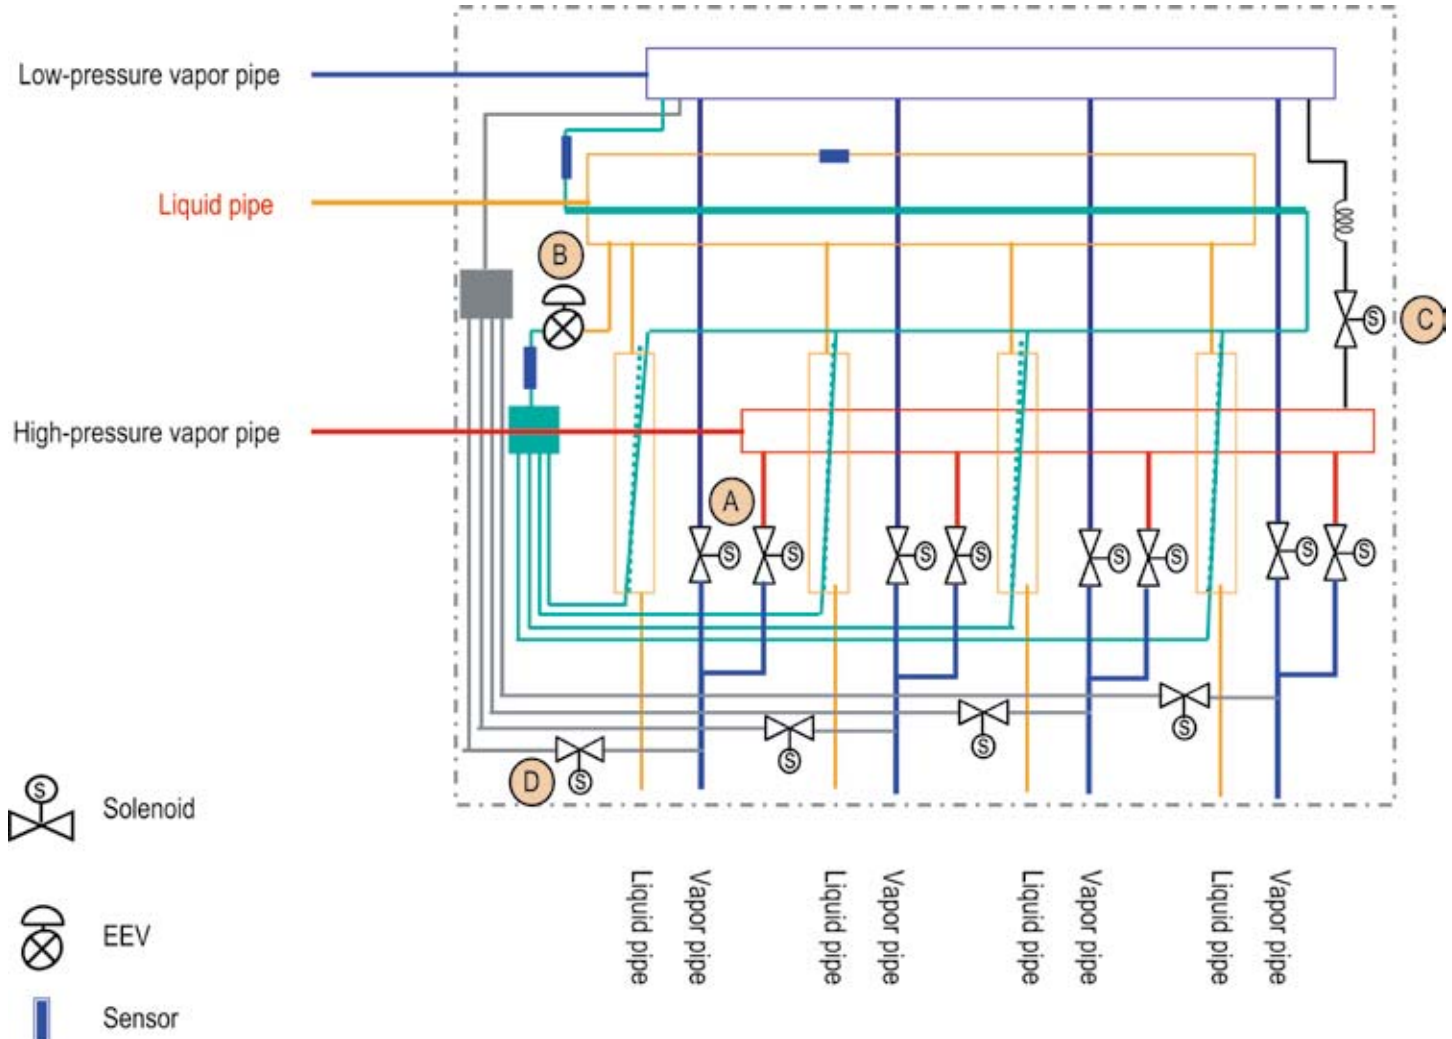 Low-pressure vapor pipe
Liquid pipe
B
C
S
High-pressure vapor pipe
A
S
S
S
S
S
S
S
S
S
S
S
S
D
S
Solenoid
EEV
Sensor
Liquid pipe
Vapor pipe
Liquid pipe
Vapor pipe
Liquid pipe
Vapor pipe
Liquid pipe
Vapor pipe